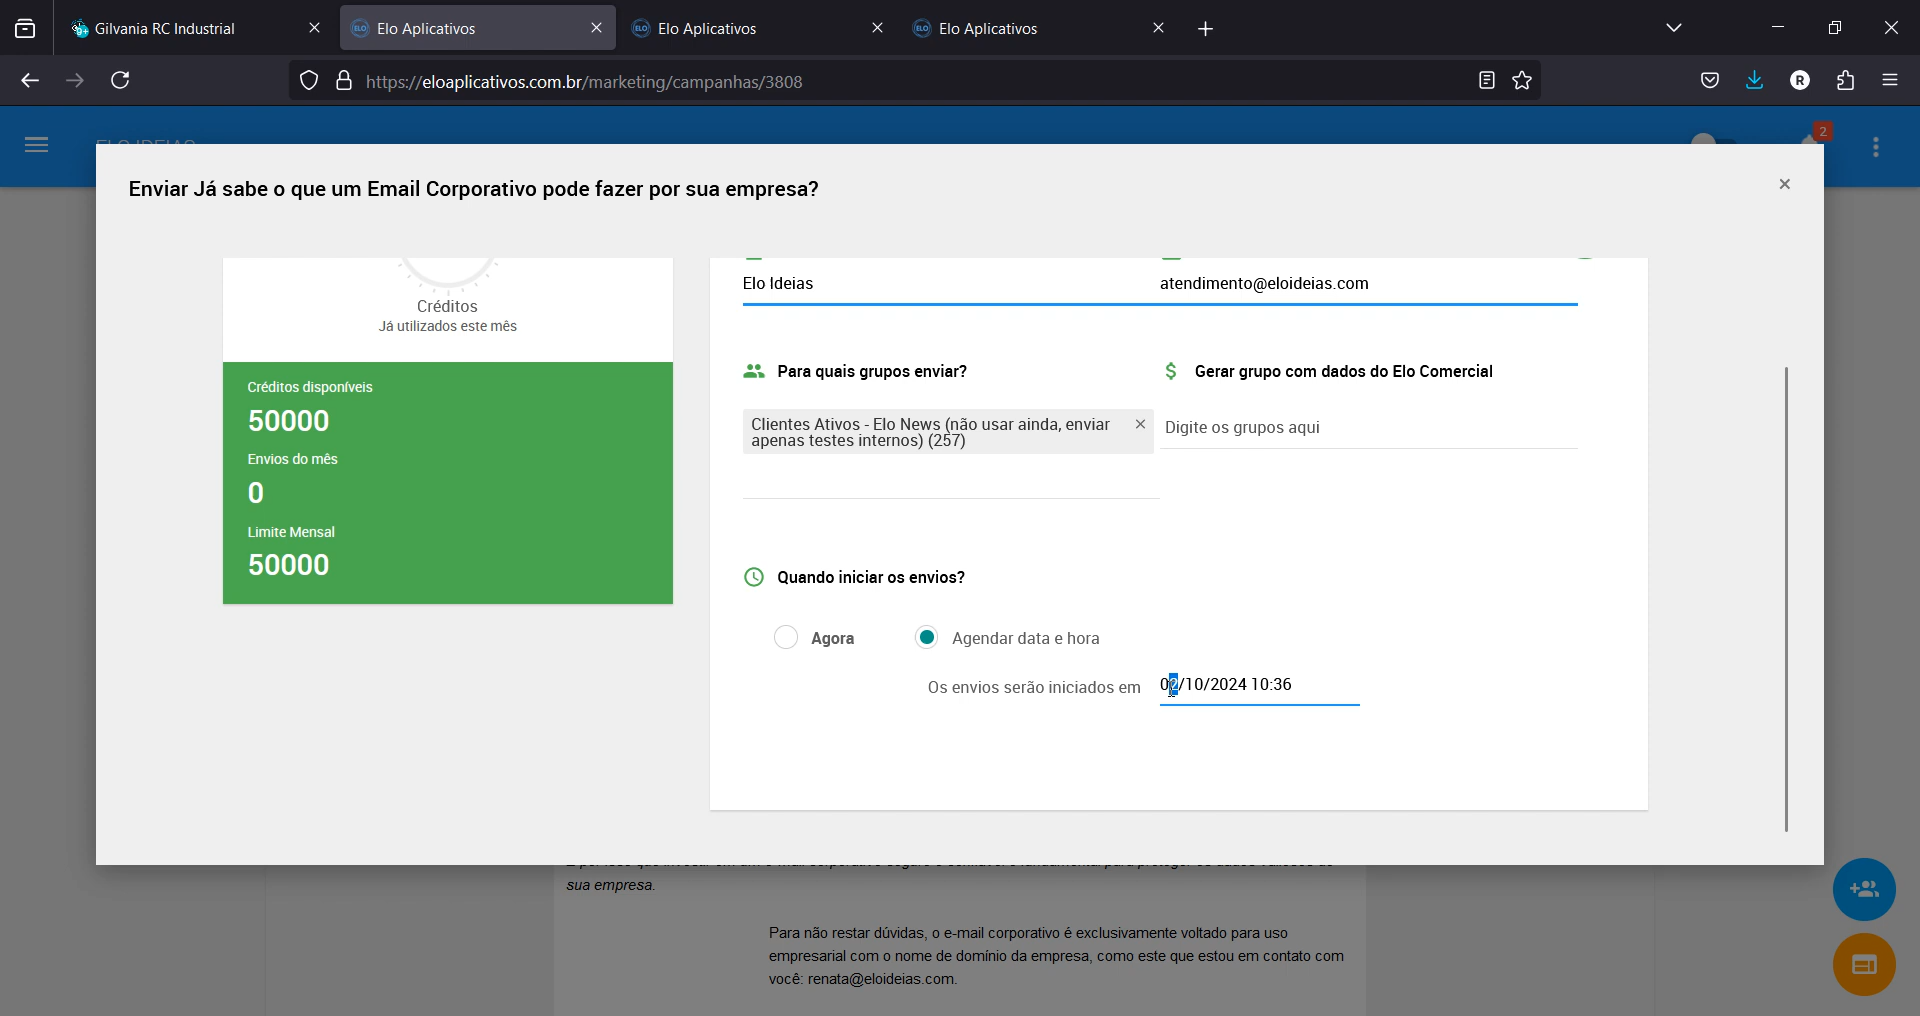 Gilvania RC Industrial
Elo Aplicativos
Elo Aplicativos
Elo Aplicativos
https://eloaplicativos.com.br/marketing/campanhas/3808
R
ELO IDEIAS
2
Enviar Já sabe o que um Email Corporativo pode fazer por sua empresa?
Créditos
Já utilizados este mês
Créditos disponíveis
50000
Envios do mês
0
Limite Mensal
50000
Elo Ideias
atendimento@eloideias.com
Para quais grupos enviar?
Gerar grupo com dados do Elo Comercial
Clientes Ativos - Elo News (não usar ainda, enviar
apenas testes internos) (257)
Digite os grupos aqui
Quando iniciar os envios?
Agora
Agendar data e hora
Os envios serão iniciados em
02/10/2024 10:36
sua empresa.
Para não restar dúvidas, o e-mail corporativo é exclusivamente voltado para uso
empresarial com o nome de domínio da empresa, como este que estou em contato com
você: renata@eloideias.com.